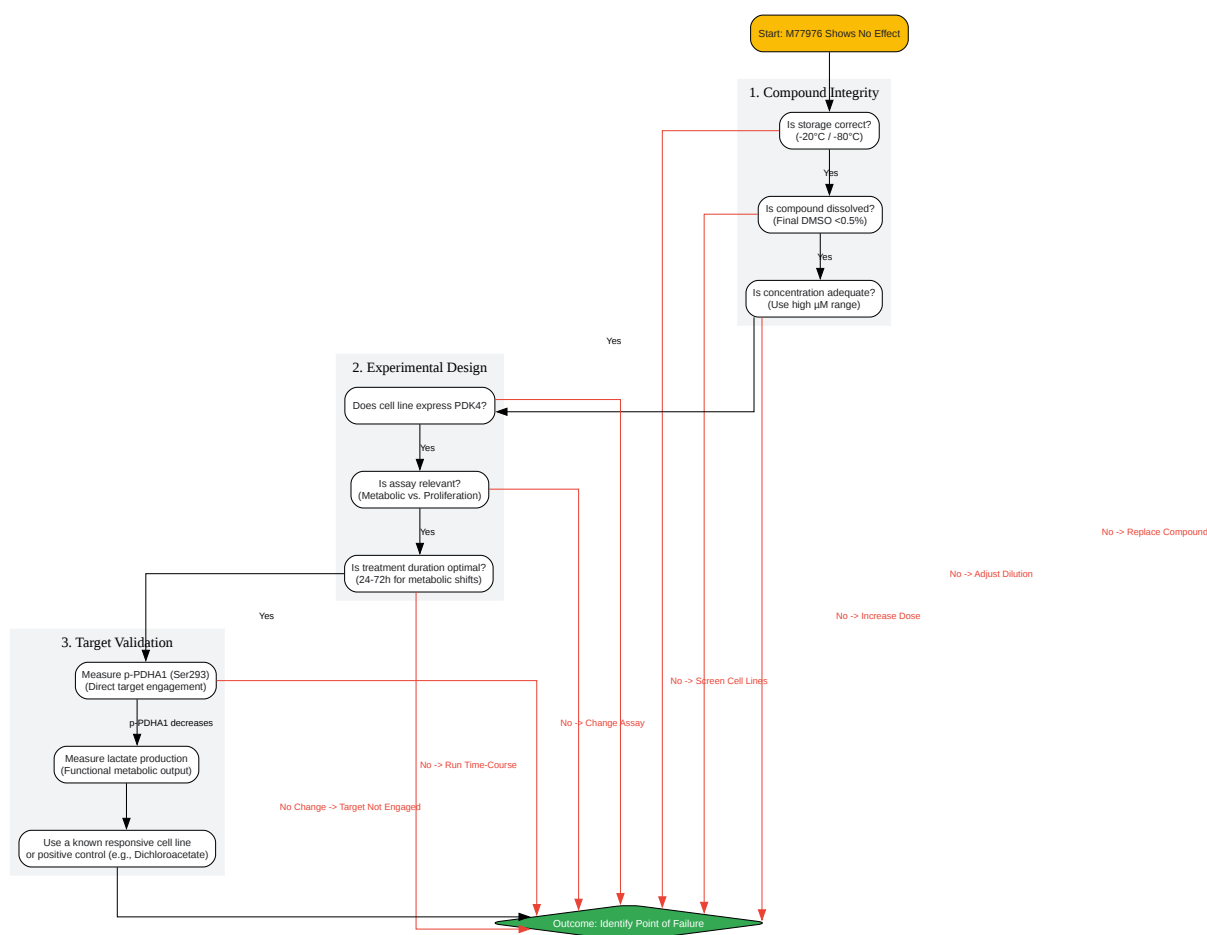 Start: M77976 Shows No Effect
1. Compound Integrity
Is storage correct?
(-20°C / -80°C)
Yes
Is compound dissolved?
(Final DMSO <0.5%)
Yes
Is concentration adequate?
(Use high µM range)
Yes
2. Experimental Design
Does cell line express PDK4?
Yes
Is assay relevant?
(Metabolic vs. Proliferation)
Yes
No -> Replace Compound
Is treatment duration optimal?
(24-72h for metabolic shifts)
No -> Adjust Dilution
Yes
No -> Increase Dose
3. Target Validation
Measure p-PDHA1 (Ser293)
(Direct target engagement)
No -> Screen Cell Lines
p-PDHA1 decreases
No -> Change Assay
Measure lactate production
(Functional metabolic output)
No -> Run Time-Course
No Change -> Target Not Engaged
Use a known responsive cell line
or positive control (e.g., Dichloroacetate)
Outcome: Identify Point of Failure